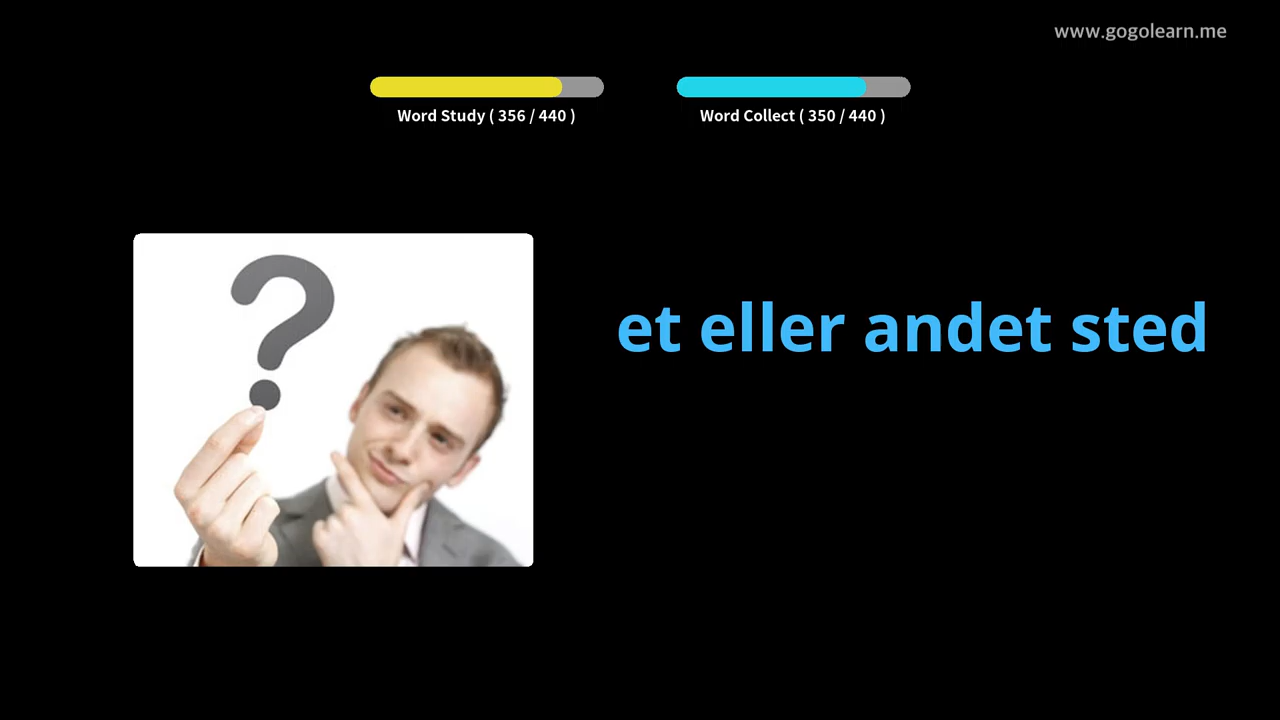 www.gogolearn.me
Word Study ( 356 / 440 )
Word Collect ( 350 / 440 )
?
et eller andet sted